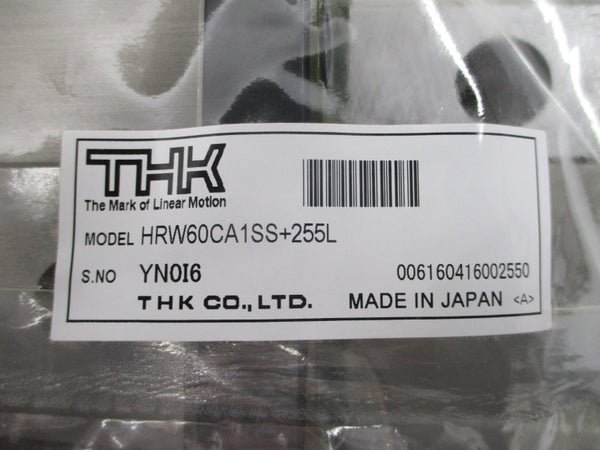 THK
The Mark of Linear Motion
MODEL HRW60CA1SS+255L
S.NO YN0I6 006160416002550
THK CO., LTD. MADE IN JAPAN <A>